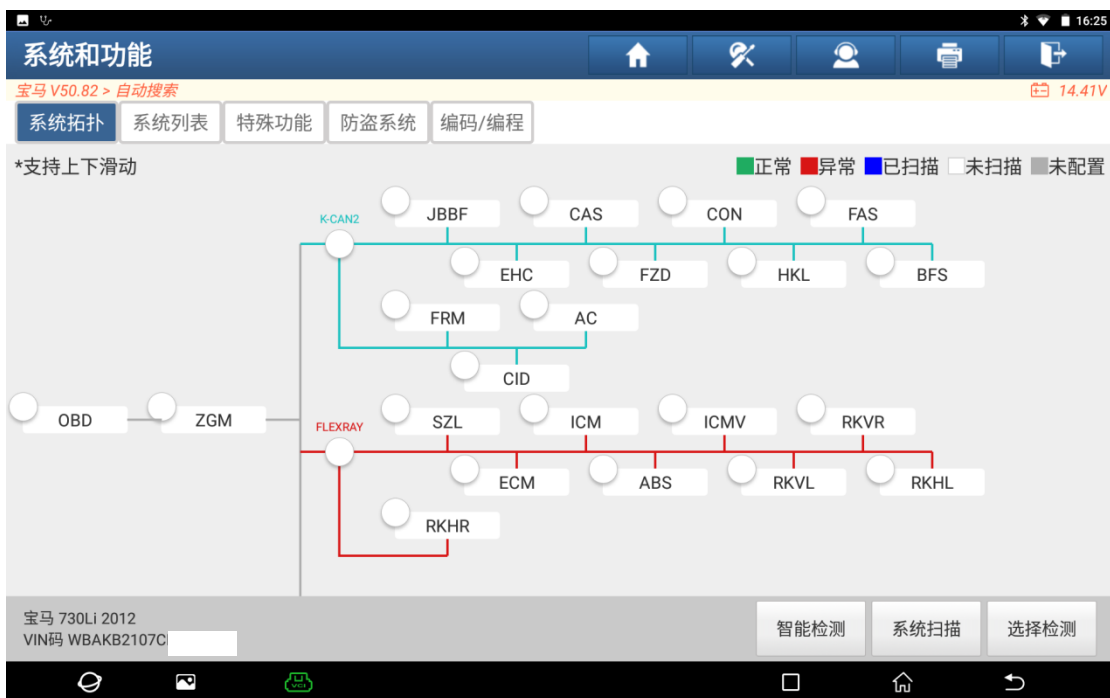 16:25
系统和功能
宝马 V50.82 > 自动搜索 14.41V
系统拓扑 系统列表 特殊功能 防盗系统 编码/编程
*支持上下滑动 正常 异常 已扫描 未扫描 未配置
K-CAN2 JBBF CAS CON FAS
EHC FZD HKL BFS
FRM AC
CID
OBD ZGM
FLEXRAY SZL ICM ICMV RKVR
ECM ABS RKVL RKHL
RKHR
宝马 730Li 2012
VIN码 WBAKB2107C
智能检测 系统扫描 选择检测
VCI